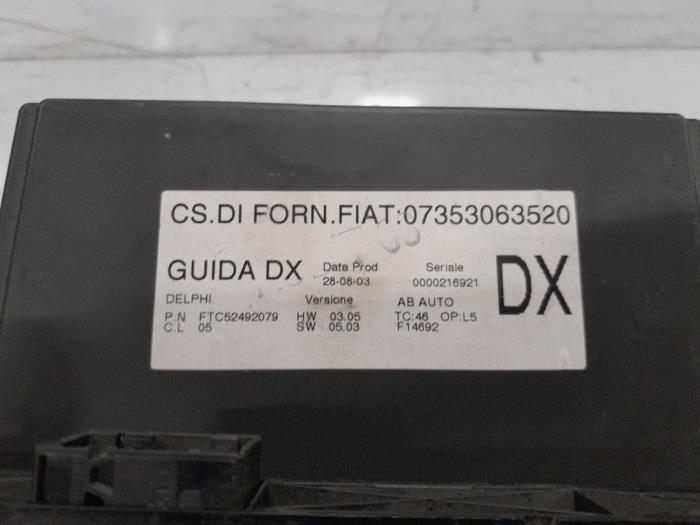 CS.DI FORN.FIAT:07353063520
GUIDA DX
Data Prod
28-08-03
Seriale
0000216921
DX
DELPHI
Versione
AB AUTO
P.N FTC52492079 HW 03.05 TC:46 OP:L5
C.L 05 SW 05.03 F14692